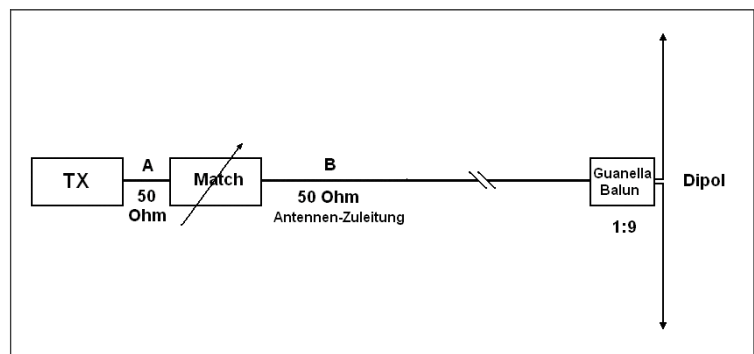 TX
A
50
Ohm
Match
B
50 Ohm
Antennen-Zuleitung
Guanella
Balun
1:9
Dipol